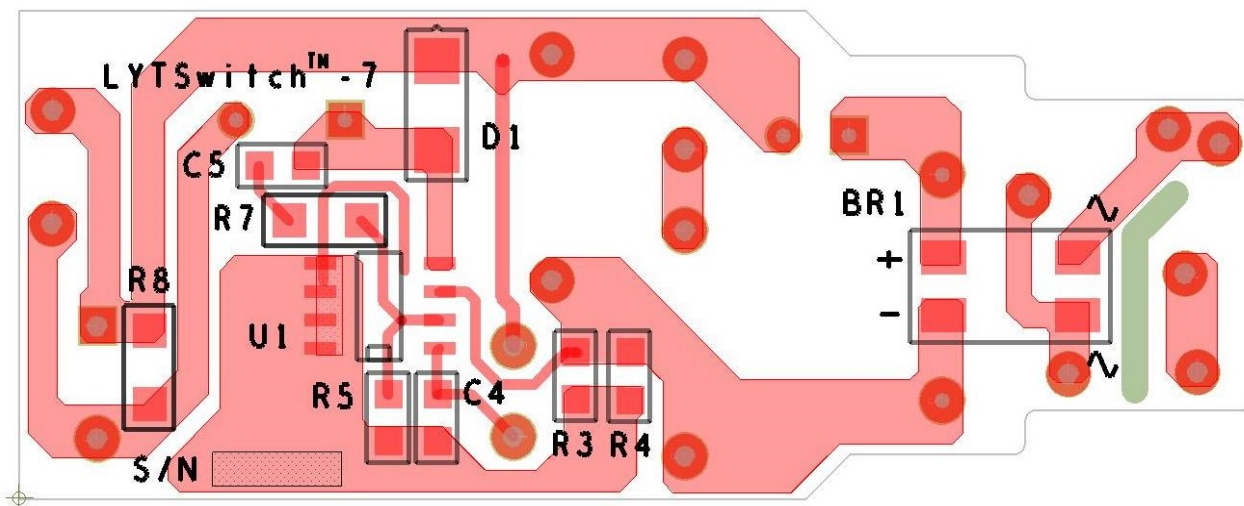 LYTSwitch™-7
D1
C5
R7
BR1
R8
+
-
U1
R5
C4
R3
R4
S/N